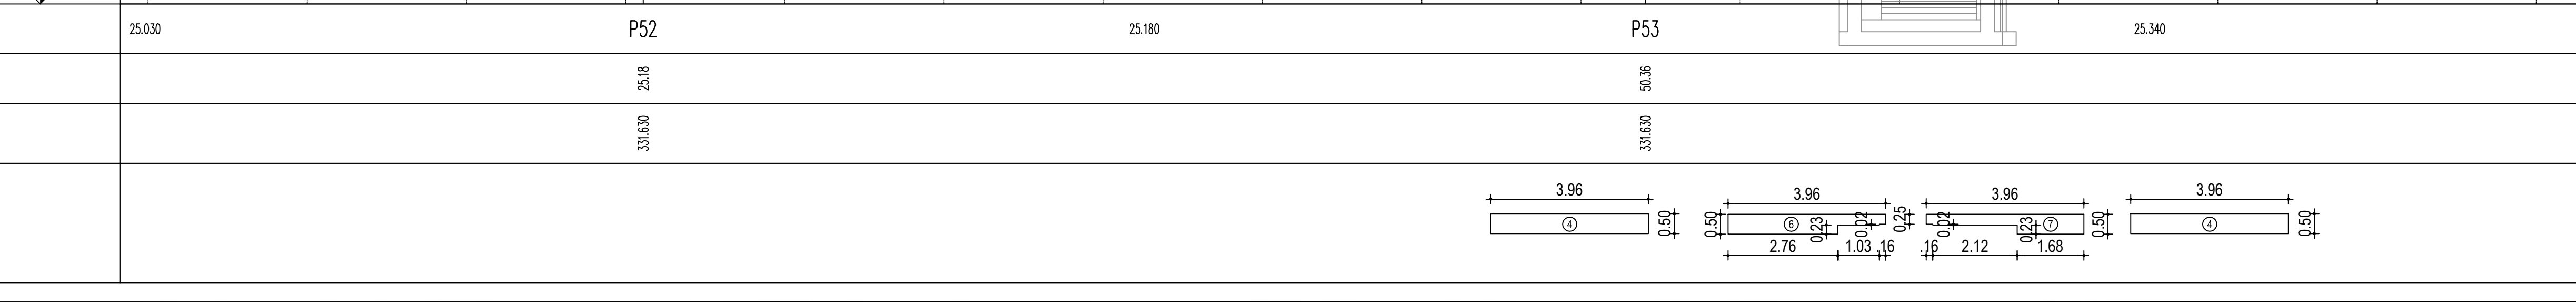 25.030 P52 25.180 P53 25.340
25.18 50.36
331.630 331.630
3.96 3.96 3.96 3.96
4 0.50 0.50 6 0.23 0.02 0.25 0.02 0.23 7 0.50 4 0.50
2.76 1.03 .16 .16 2.12 1.68